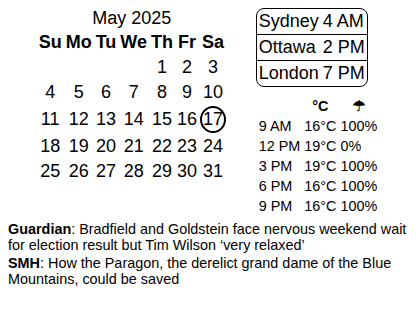 May 2025
Su Mo Tu We Th Fr Sa
1 2 3
4 5 6 7 8 9 10
11 12 13 14 15 16 17
18 19 20 21 22 23 24
25 26 27 28 29 30 31
Sydney 4 AM
Ottawa 2 PM
London 7 PM
°C ☂
9 AM 16°C 100%
12 PM 19°C 0%
3 PM 19°C 100%
6 PM 16°C 100%
9 PM 16°C 100%
Guardian: Bradfield and Goldstein face nervous weekend wait
for election result but Tim Wilson ‘very relaxed’
SMH: How the Paragon, the derelict grand dame of the Blue
Mountains, could be saved